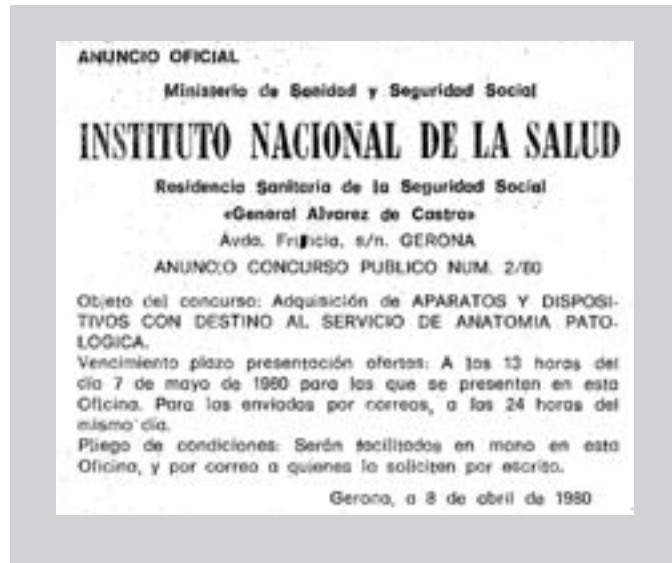 ANUNCIO OFICIAL
Ministerio de Sanidad y Seguridad Social
INSTITUTO NACIONAL DE LA SALUD
Residencia Sanitaria de la Seguridad Social
«General Alvarez de Castro»
Avda. s/n. GERONA
ANUNCIO CONCURSO PUBLICO NUM. 2/80
Objeto del concurso: Adquisición de APARATOS Y DISPOSI-
TIVOS CON DESTINO AL SERVICIO DE ANATOMIA PATO-
LOGICA.
Vencimiento plazo presentación ofertas: A las 13 horas del
día 7 de mayo de 1980 para las que se presenten en esta
Oficina. Para las enviadas por correos, a las 24 horas del
mismo día.
Pliego de condiciones: Serán facilitados en mano en esta
Oficina, y por correo a quienes lo soliciten por escrito.
Gerona, a 8 de abril de 1980